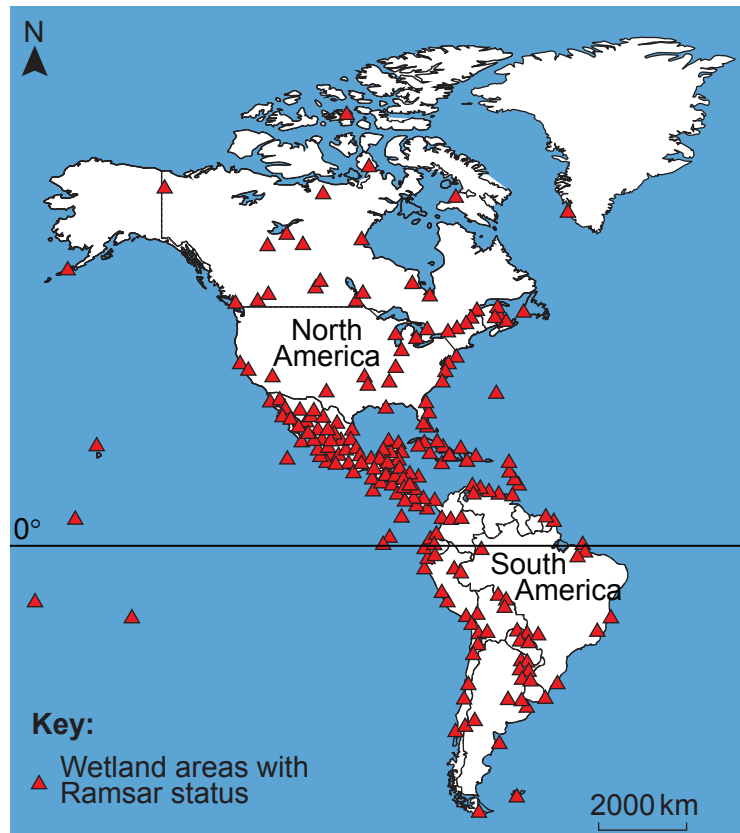 N
North
America
0°
South
America
Key:
Wetland areas with
Ramsar status
2000 km